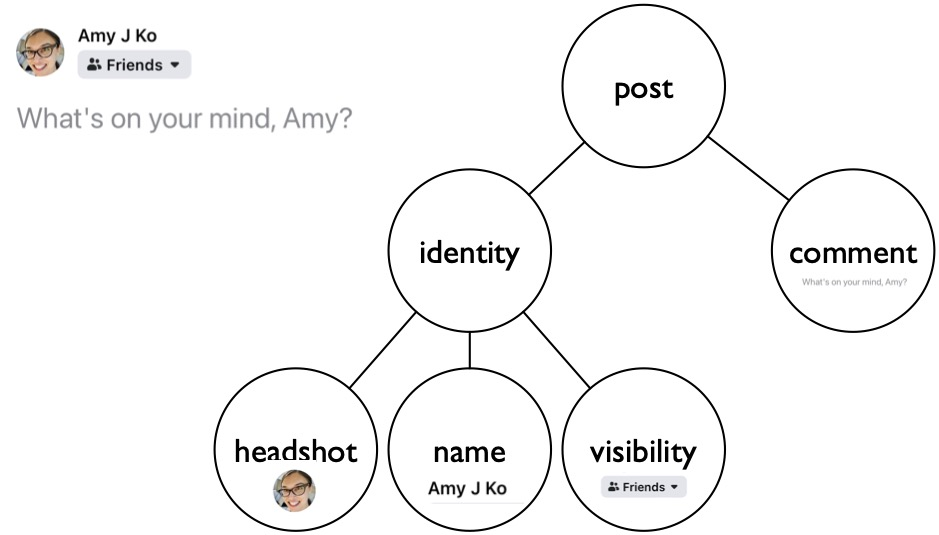 Amy J Ko
Friends
What's on your mind, Amy?
post
identity
comment
What's on your mind, Amy?
headshot
name
Amy J Ko
visibility
Friends